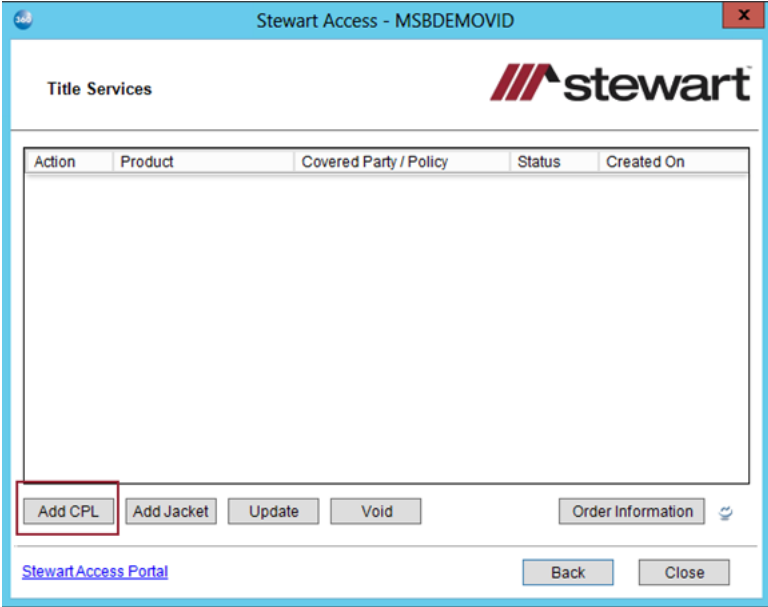 360
Stewart Access - MSBDEMOVID
x
Title Services
stewart
Action Product Covered Party / Policy Status Created On
Add CPL Add Jacket Update Void Order Information
Stewart Access Portal Back Close